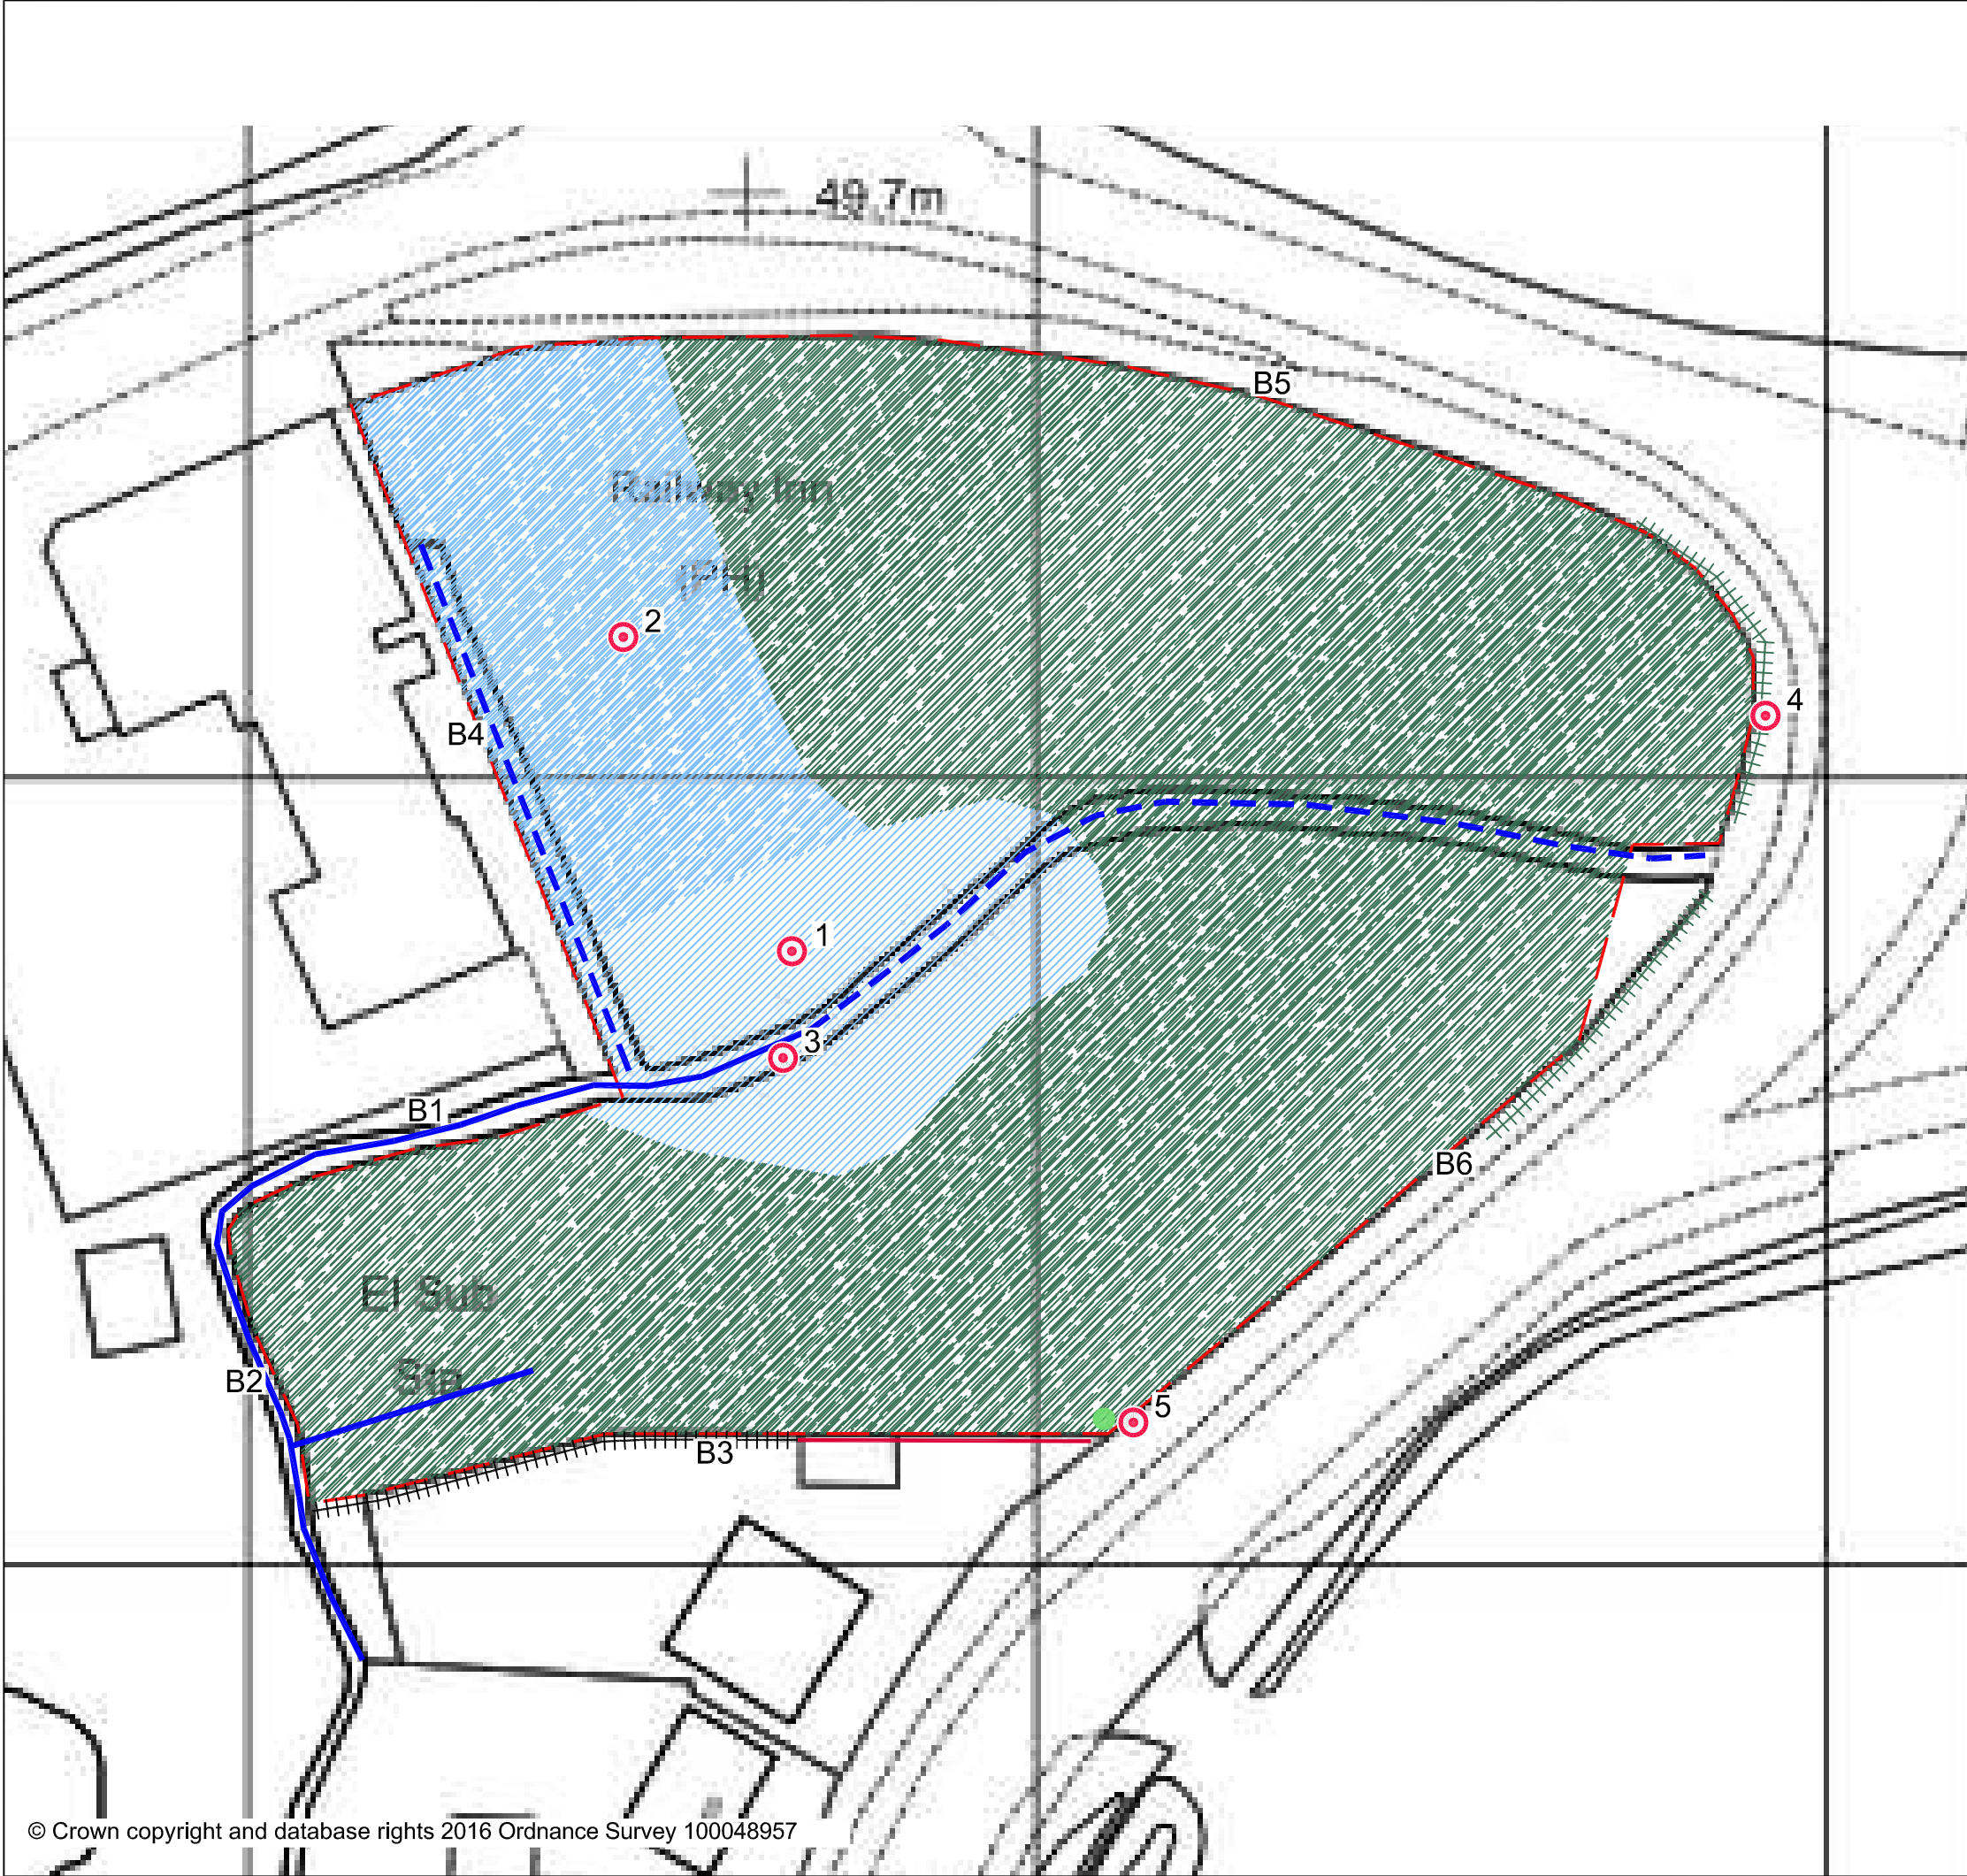 49.7m
B5
Railway Inn
(PH)
2
4
B4
1
3
B1
B6
El Sub
Sta
B2
5
B3
© Crown copyright and database rights 2016 Ordnance Survey 100048957